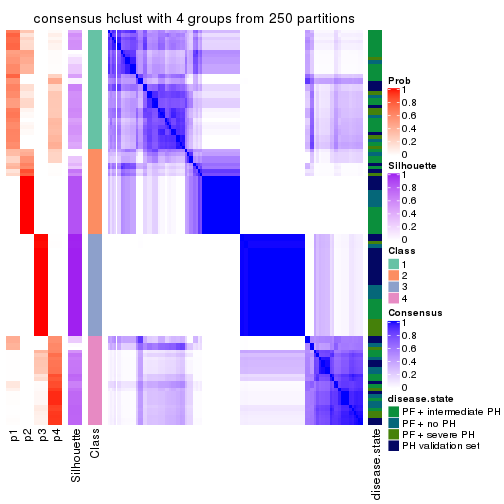 consensus hclust with 4 groups from 250 partitions
Prob
1
0.8
0.6
0.4
0.2
0
Silhouette
1
0.8
0.6
0.4
0.2
0
Class
1
2
3
4
Consensus
1
0.8
0.6
0.4
0.2
0
disease.state
PF + intermediate PH
PF + no PH
PF + severe PH
PH validation set
p1
p2
p3
p4
Silhouette
Class
disease.state